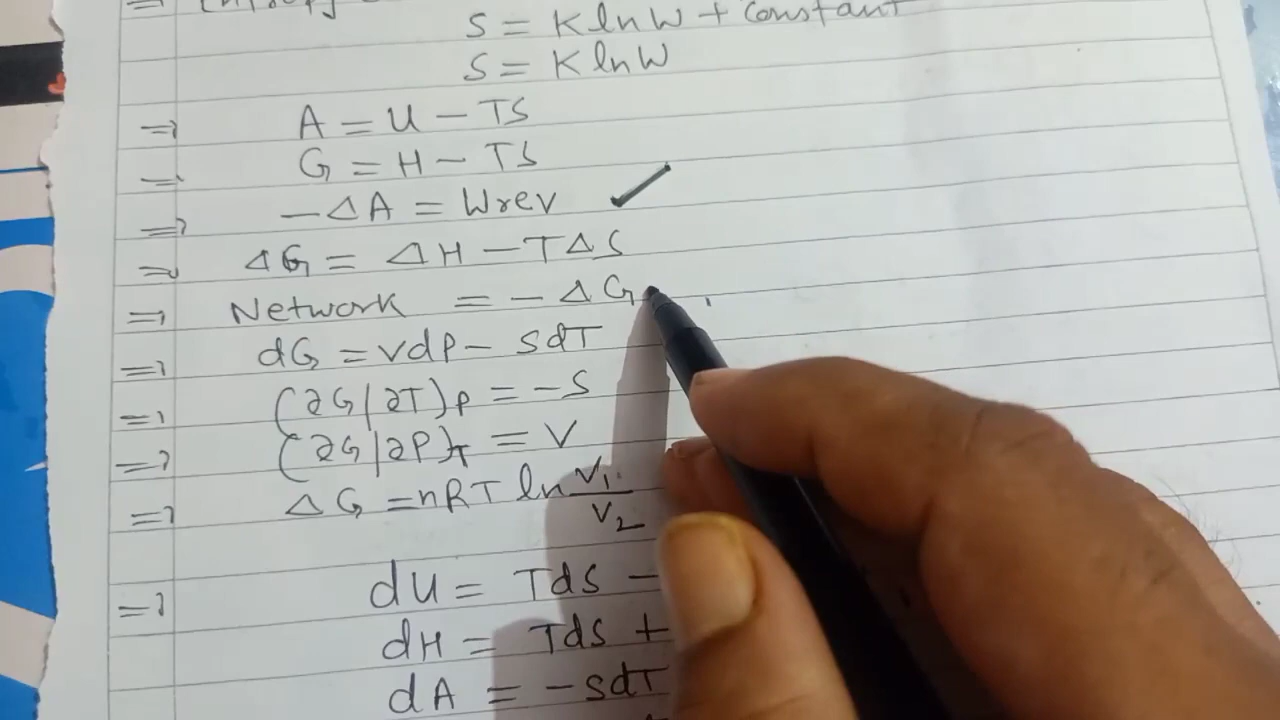 S = K ln W + Constant
S = K ln W
⇒ A = U - TS
⇒ G = H - TS
⇒ -ΔA = Wrev
⇒ ΔG = ΔH - TΔS
⇒ Network = -ΔG
⇒ dG = vdP - SdT
⇒ (∂G/∂T)P = -S
⇒ (∂G/∂P)T = V
⇒ ΔG = nRT ln V1/V2
⇒ dU = TdS -
dH = TdS +
dA = -SdT